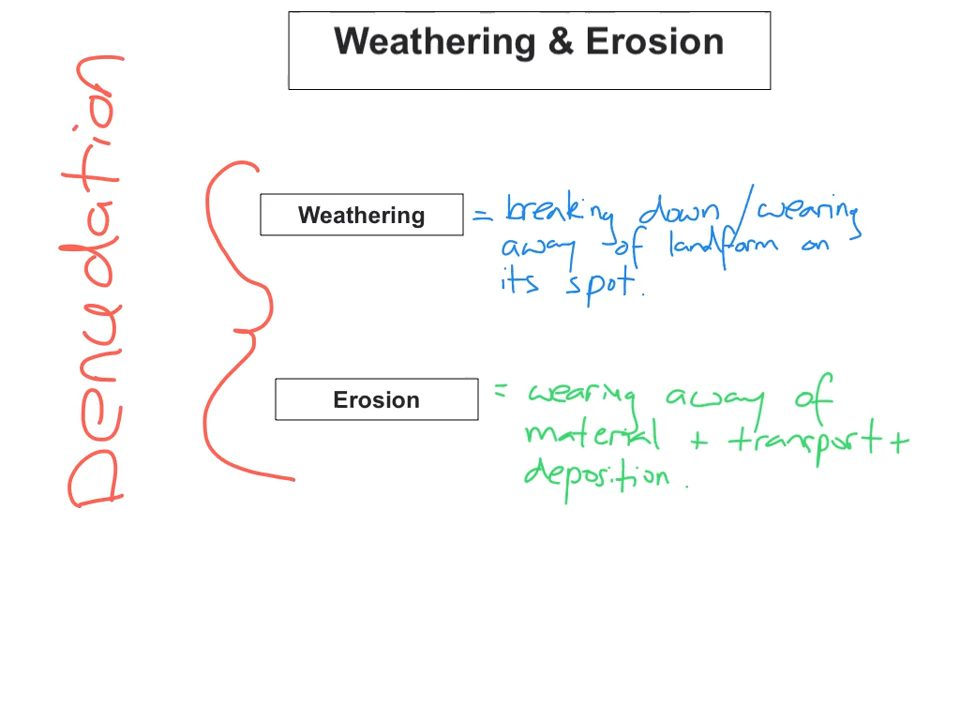 Weathering & Erosion
Denudation
Weathering
= breaking down / wearing
away of landform on
its spot.
Erosion
= wearing away of
material + transport +
deposition.